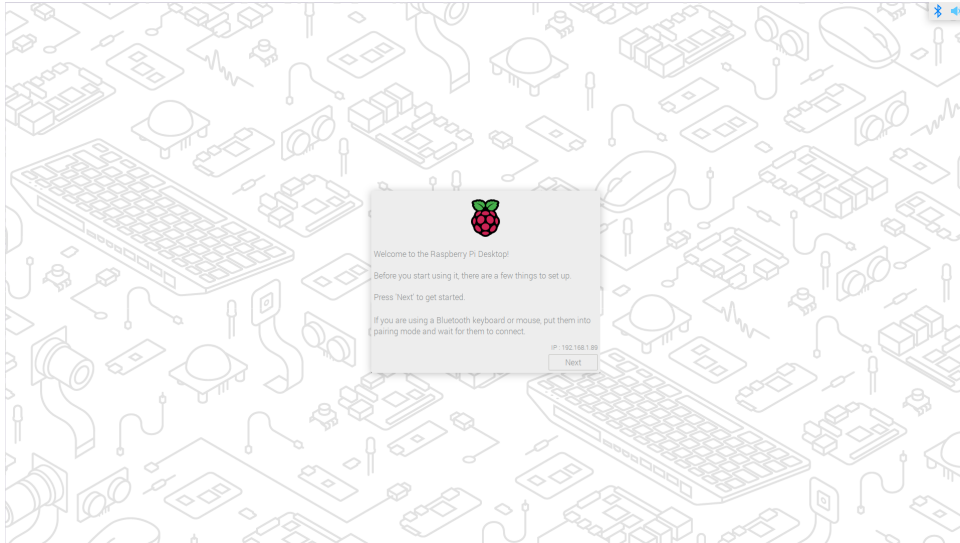 Welcome to the Raspberry Pi Desktop!
Before you start using it, there are a few things to set up.
Press 'Next' to get started.
If you are using a Bluetooth keyboard or mouse, put them into
pairing mode and wait for them to connect.
IP : 192.168.1.89
Next